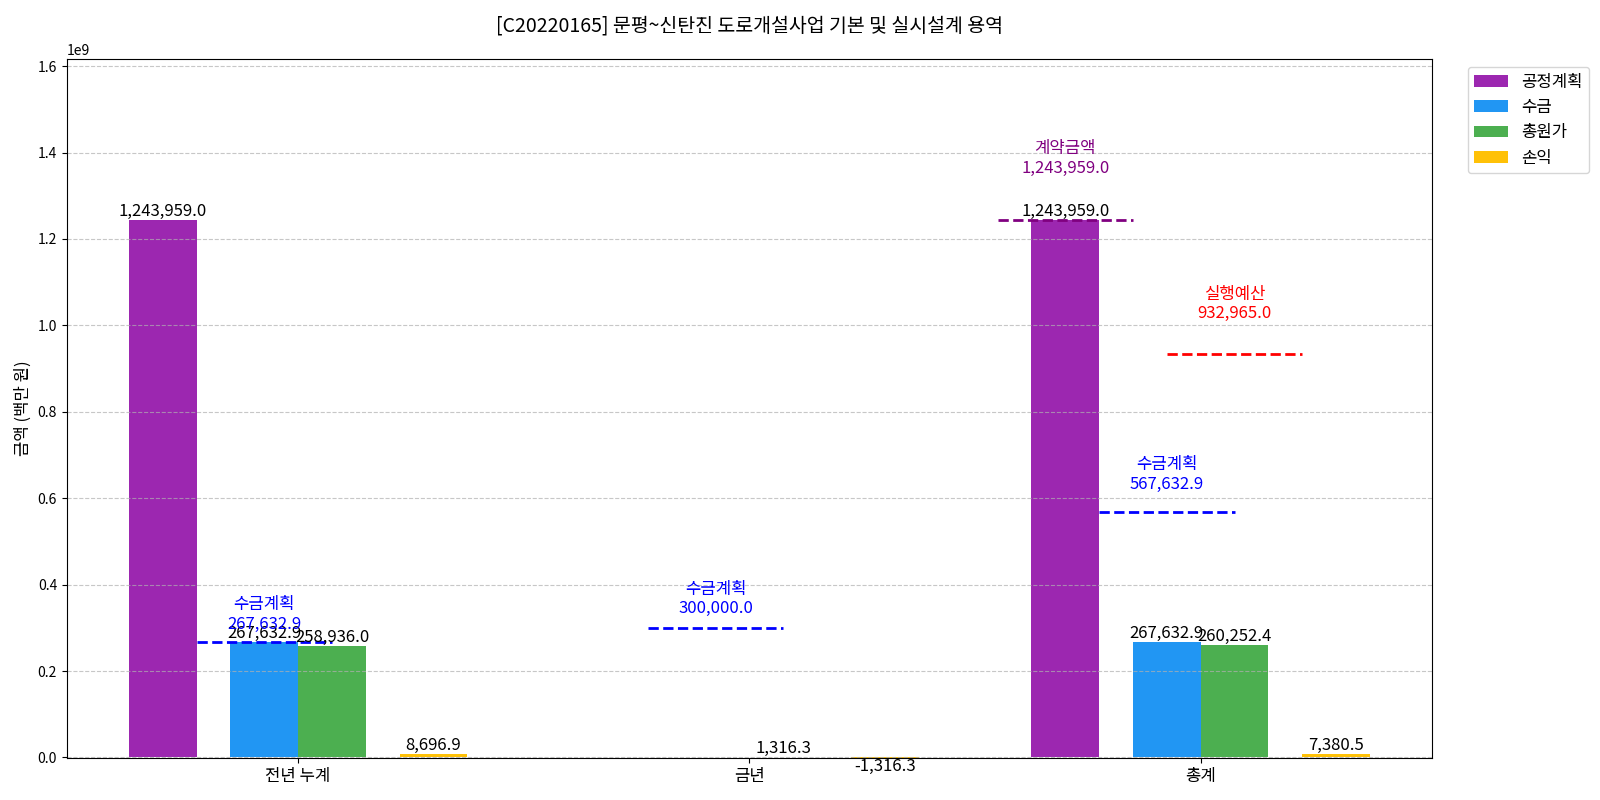 [C20220165] 문평~신탄진 도로개설사업 기본 및 실시설계 용역
1e9
1.6
1.4
1.2
1.0
0.8
0.6
0.4
0.2
0.0
금액 (백만 원)
1,243,959.0
수금계획
267,632.9
267,632.9
258,936.0
8,696.9
수금계획
300,000.0
1,316.3
-1,316.3
계약금액
1,243,959.0
1,243,959.0
실행예산
932,965.0
수금계획
567,632.9
267,632.9
260,252.4
7,380.5
전년 누계
금년
총계
공정계획
수금
총원가
손익